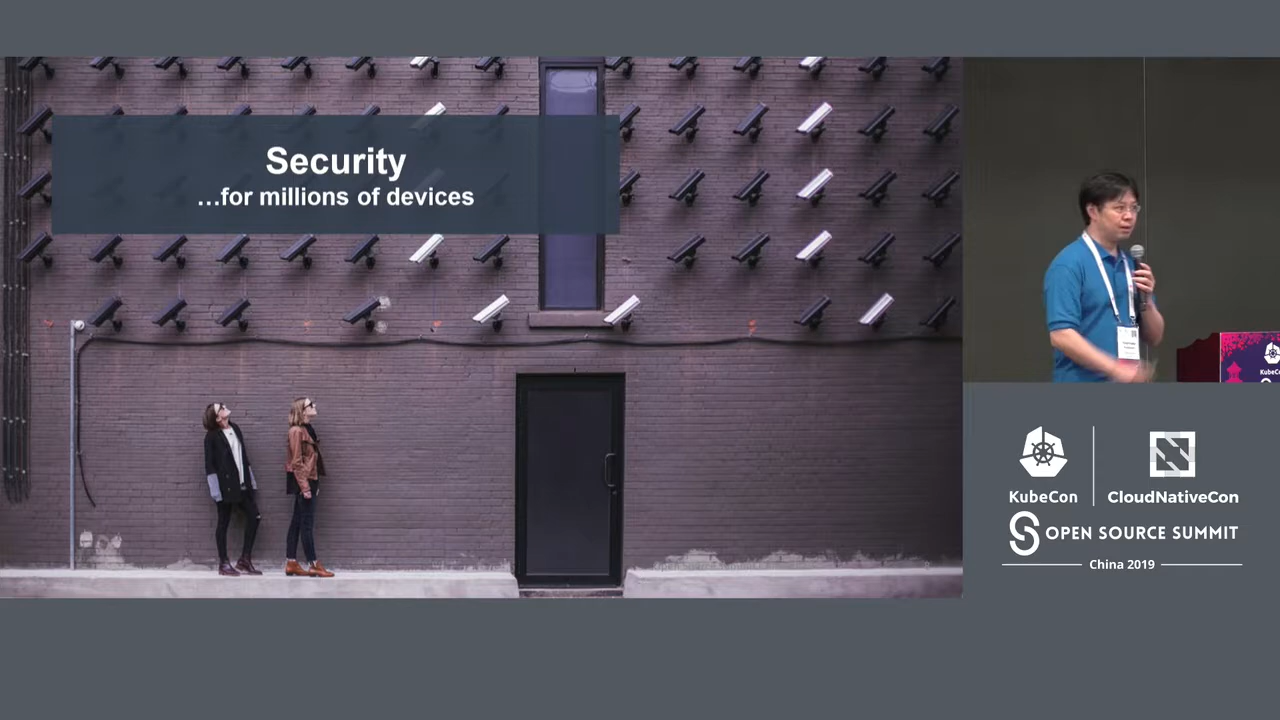 Security
…for millions of devices
KubeCon
CloudNativeCon
OPEN SOURCE SUMMIT
China 2019